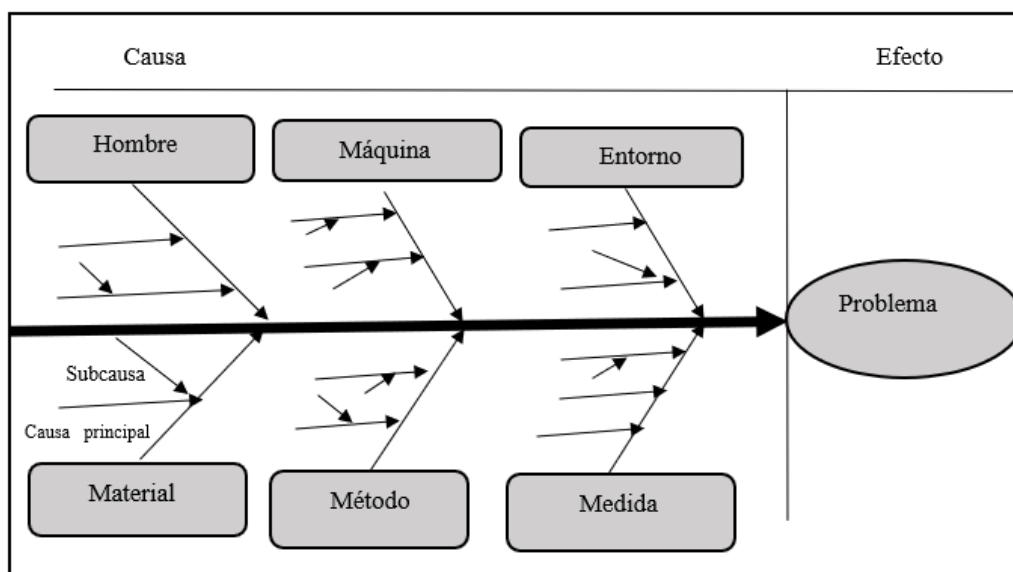 Causa
Efecto
Hombre
Máquina
Entorno
Problema
Subcausa
Causa principal
Material
Método
Medida